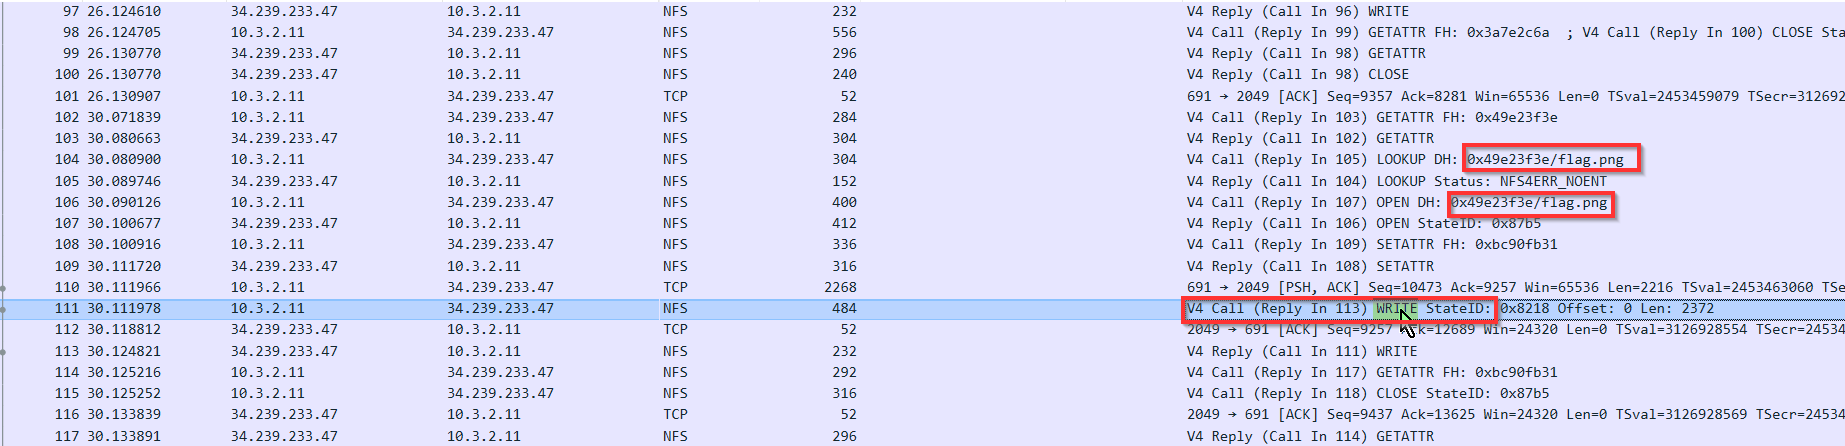 97 26.124610 34.239.233.47 10.3.2.11 NFS 232 V4 Reply (Call In 96) WRITE
98 26.124705 10.3.2.11 34.239.233.47 NFS 556 V4 Call (Reply In 99) GETATTR FH: 0x3a7e2c6a ; V4 Call (Reply In 100) CLOSE Sta
99 26.130770 34.239.233.47 10.3.2.11 NFS 296 V4 Reply (Call In 98) GETATTR
100 26.130770 34.239.233.47 10.3.2.11 NFS 240 V4 Reply (Call In 98) CLOSE
101 26.130907 10.3.2.11 34.239.233.47 TCP 52 691 → 2049 [ACK] Seq=9357 Ack=8281 Win=65536 Len=0 TSval=2453459079 TSecr=312692
102 30.071839 10.3.2.11 34.239.233.47 NFS 284 V4 Call (Reply In 103) GETATTR FH: 0x49e23f3e
103 30.080663 34.239.233.47 10.3.2.11 NFS 304 V4 Reply (Call In 102) GETATTR
104 30.080900 10.3.2.11 34.239.233.47 NFS 304 V4 Call (Reply In 105) LOOKUP DH: 0x49e23f3e/flag.png
105 30.089746 34.239.233.47 10.3.2.11 NFS 152 V4 Reply (Call In 104) LOOKUP Status: NFS4ERR_NOENT
106 30.090126 10.3.2.11 34.239.233.47 NFS 400 V4 Call (Reply In 107) OPEN DH: 0x49e23f3e/flag.png
107 30.100677 34.239.233.47 10.3.2.11 NFS 412 V4 Reply (Call In 106) OPEN StateID: 0x87b5
108 30.100916 10.3.2.11 34.239.233.47 NFS 336 V4 Call (Reply In 109) SETATTR FH: 0xbc90fb31
109 30.111720 34.239.233.47 10.3.2.11 NFS 316 V4 Reply (Call In 108) SETATTR
110 30.111966 10.3.2.11 34.239.233.47 TCP 2268 691 → 2049 [PSH, ACK] Seq=10473 Ack=9257 Win=65536 Len=2216 TSval=2453463060 TSe
111 30.111978 10.3.2.11 34.239.233.47 NFS 484 V4 Call (Reply In 113) WRITE StateID: 0x8218 Offset: 0 Len: 2372
112 30.118812 34.239.233.47 10.3.2.11 TCP 52 2049 → 691 [ACK] Seq=9257 Ack=12689 Win=24320 Len=0 TSval=3126928554 TSecr=24534
113 30.124821 34.239.233.47 10.3.2.11 NFS 232 V4 Reply (Call In 111) WRITE
114 30.125216 10.3.2.11 34.239.233.47 NFS 292 V4 Call (Reply In 117) GETATTR FH: 0xbc90fb31
115 30.125252 10.3.2.11 34.239.233.47 NFS 316 V4 Call (Reply In 118) CLOSE StateID: 0x87b5
116 30.133839 34.239.233.47 10.3.2.11 TCP 52 2049 → 691 [ACK] Seq=9437 Ack=13625 Win=24320 Len=0 TSval=3126928569 TSecr=24534
117 30.133891 34.239.233.47 10.3.2.11 NFS 296 V4 Reply (Call In 114) GETATTR